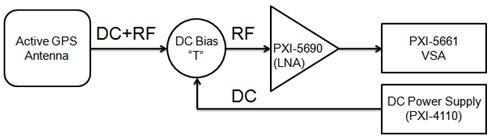 Active GPS
Antenna
DC+RF
DC Bias
“T”
RF
PXI-5690
(LNA)
PXI-5661
VSA
DC
DC Power Supply
(PXI-4110)